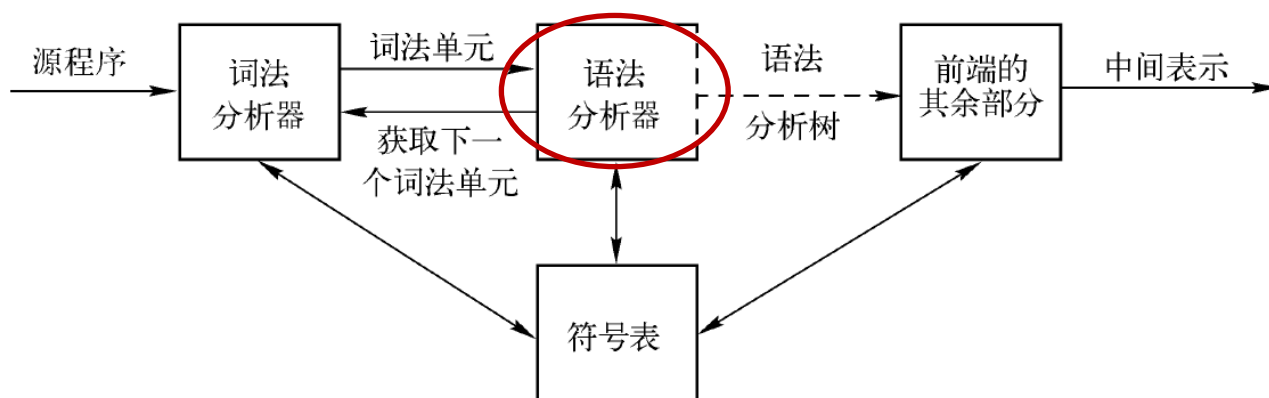 源程序
词法
分析器
词法单元
获取下一
个词法单元
语法
分析器
语法
分析树
前端的
其余部分
中间表示
符号表